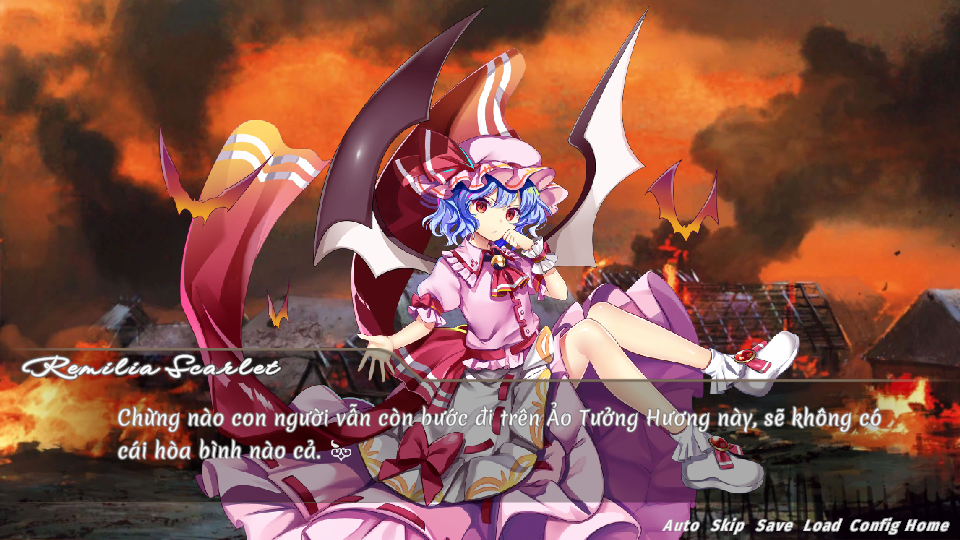 Remilia Scarlet
Chừng nào con người vẫn còn bước đi trên Ảo Tưởng Hương này, sẽ không có
cái hòa bình nào cả.
Auto Skip Save Load Config Home